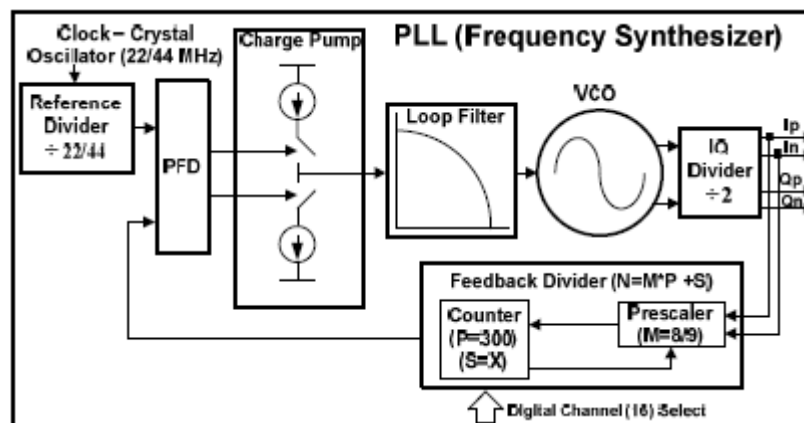 Clock – Crystal
Oscillator (22/44 MHz)
Charge Pump
PLL (Frequency Synthesizer)
Reference
Divider
÷ 22/44
PFD
Loop Filter
VCO
IQ
Divider
÷2
Ip
In
Qp
Qn
Feedback Divider (N=M*P +S)
Counter
(P=300)
(S=X)
Prescaler
(M=8/9)
Digital Channel (16) Select